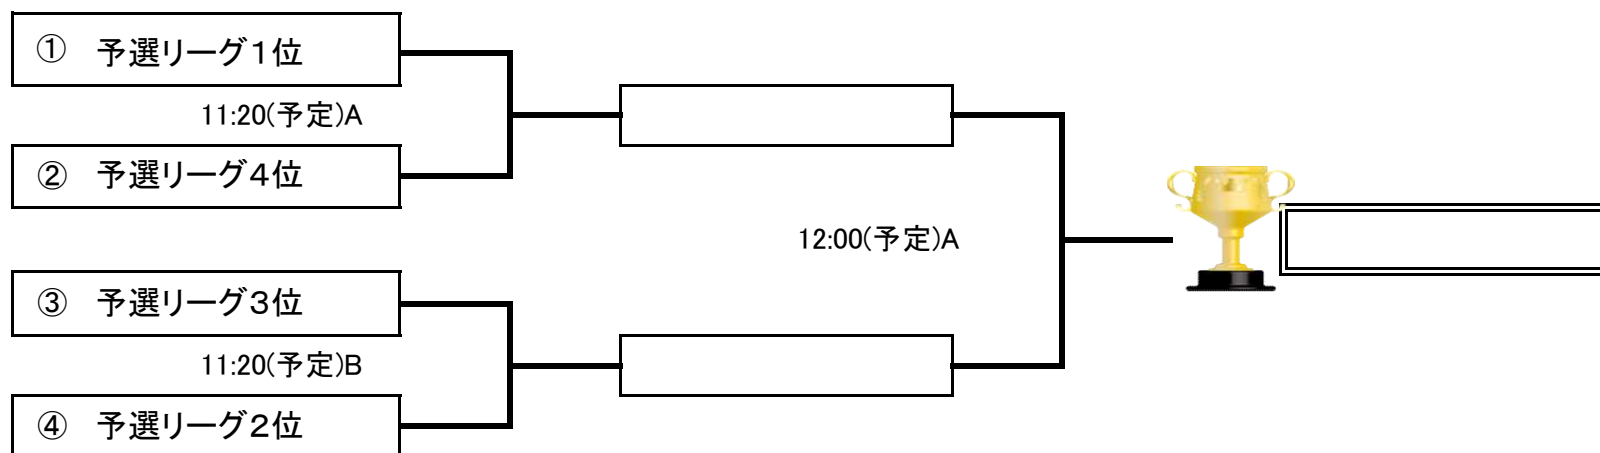 ① 予選リーグ１位
11:20(予定)A
② 予選リーグ４位
12:00(予定)A
③ 予選リーグ３位
11:20(予定)B
④ 予選リーグ２位